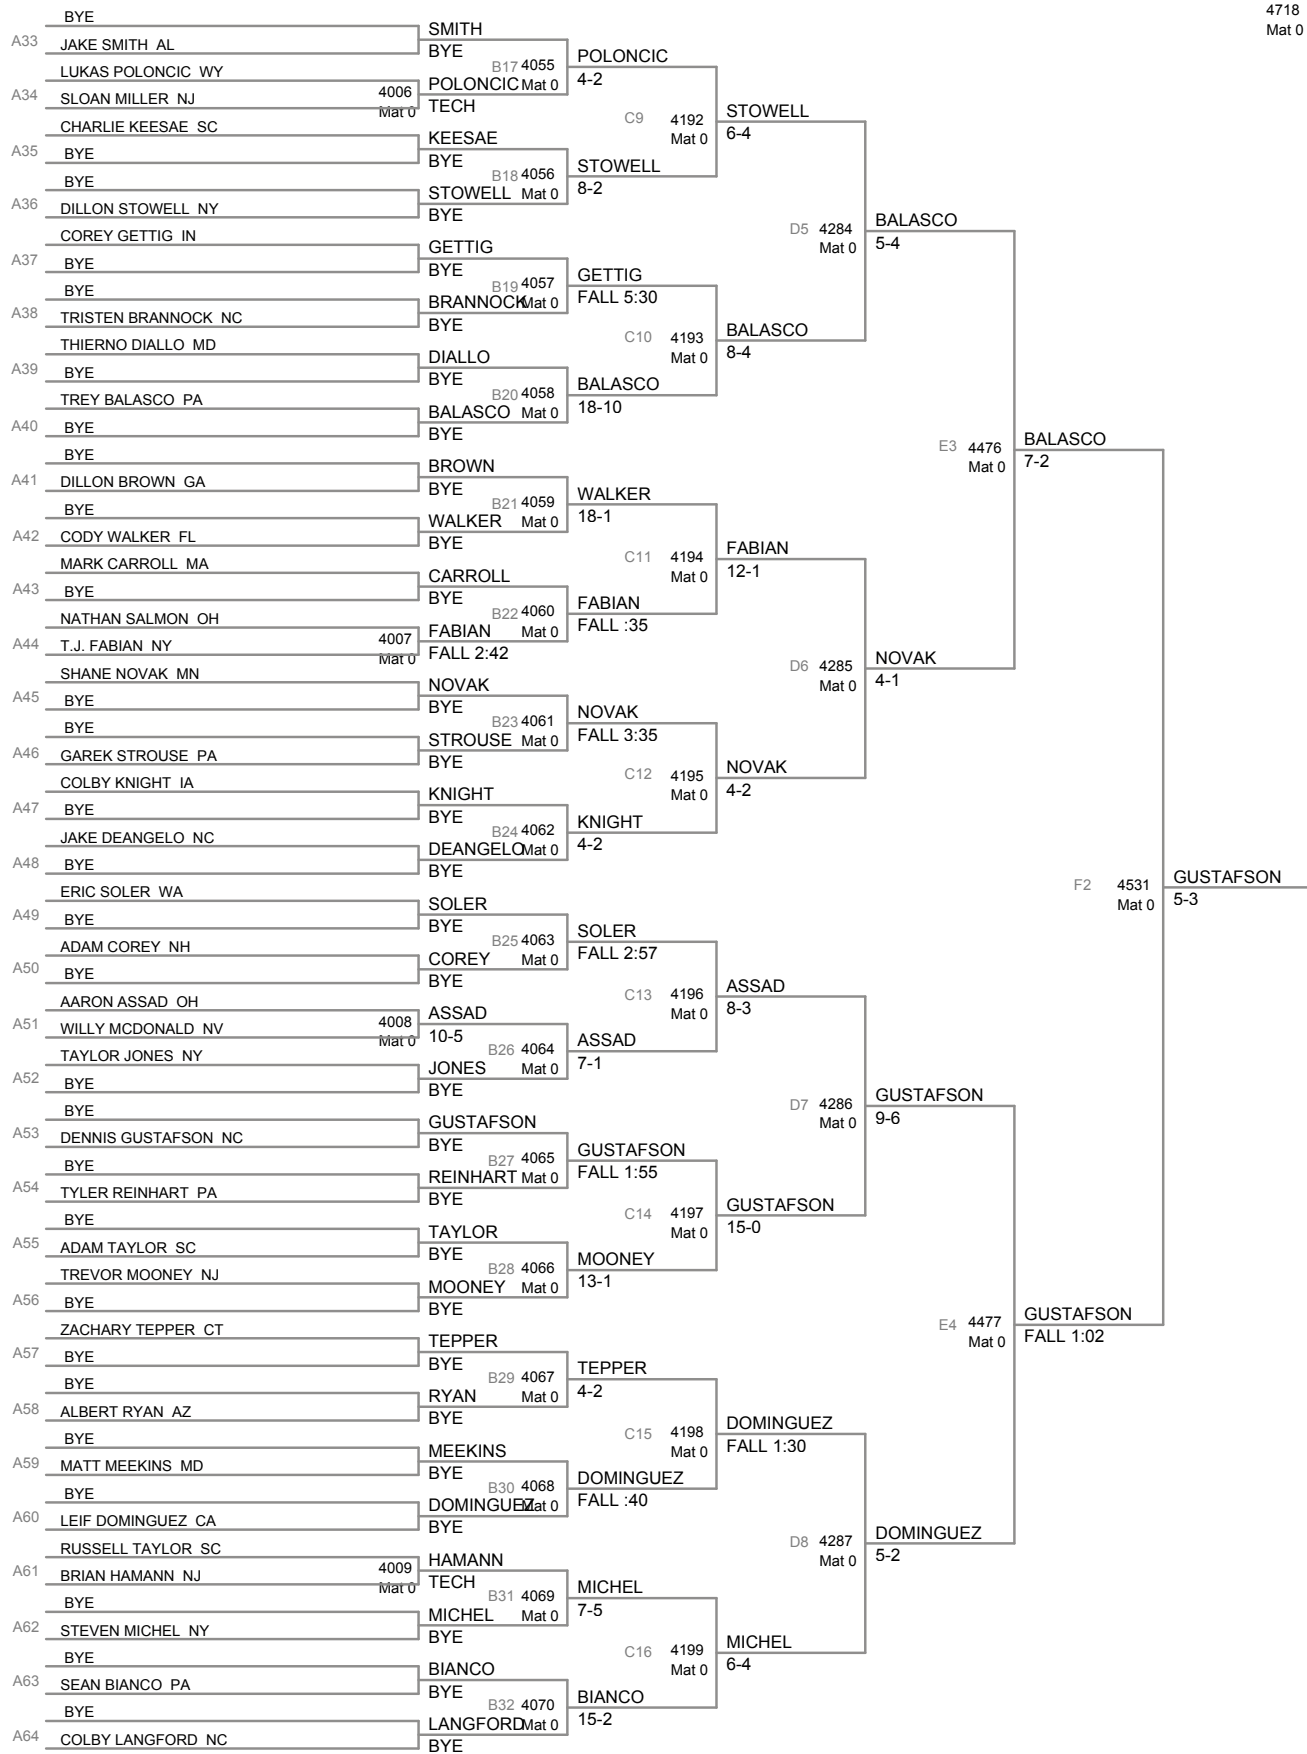 4718
Mat 0
BYE
A33
JAKE SMITH AL
SMITH
BYE
LUKAS POLONCIC WY
A34
SLOAN MILLER NJ
4006
Mat 0
POLONCIC
TECH
B17 4055
Mat 0
POLONCIC
4-2
CHARLIE KEESAE SC
A35
BYE
KEESAE
BYE
BYE
A36
DILLON STOWELL NY
STOWELL
BYE
B18 4056
Mat 0
STOWELL
8-2
C9 4192
Mat 0
STOWELL
6-4
COREY GETTIG IN
A37
BYE
GETTIG
BYE
BYE
A38
TRISTEN BRANNOCK NC
BRANNOCK
BYE
B19 4057
Mat 0
GETTIG
FALL 5:30
THIERNO DIALLO MD
A39
BYE
DIALLO
BYE
TREY BALASCO PA
A40
BYE
BALASCO
BYE
B20 4058
Mat 0
BALASCO
18-10
C10 4193
Mat 0
BALASCO
8-4
D5 4284
Mat 0
BALASCO
5-4
BYE
A41
DILLON BROWN GA
BROWN
BYE
BYE
A42
CODY WALKER FL
WALKER
BYE
B21 4059
Mat 0
WALKER
18-1
MARK CARROLL MA
A43
BYE
CARROLL
BYE
NATHAN SALMON OH
A44
T.J. FABIAN NY
4007
Mat 0
FABIAN
FALL 2:42
B22 4060
Mat 0
FABIAN
FALL :35
C11 4194
Mat 0
FABIAN
12-1
SHANE NOVAK MN
A45
BYE
NOVAK
BYE
BYE
A46
GAREK STROUSE PA
STROUSE
BYE
B23 4061
Mat 0
NOVAK
FALL 3:35
COLBY KNIGHT IA
A47
BYE
KNIGHT
BYE
JAKE DEANGELO NC
A48
BYE
DEANGELO
BYE
B24 4062
Mat 0
KNIGHT
4-2
C12 4195
Mat 0
NOVAK
4-2
D6 4285
Mat 0
NOVAK
4-1
E3 4476
Mat 0
BALASCO
7-2
ERIC SOLER WA
A49
BYE
SOLER
BYE
ADAM COREY NH
A50
BYE
COREY
BYE
B25 4063
Mat 0
SOLER
FALL 2:57
AARON ASSAD OH
A51
WILLY MCDONALD NV
4008
Mat 0
ASSAD
10-5
TAYLOR JONES NY
A52
BYE
JONES
BYE
B26 4064
Mat 0
ASSAD
7-1
C13 4196
Mat 0
ASSAD
8-3
BYE
A53
DENNIS GUSTAFSON NC
GUSTAFSON
BYE
BYE
A54
TYLER REINHART PA
REINHART
BYE
B27 4065
Mat 0
GUSTAFSON
FALL 1:55
BYE
A55
ADAM TAYLOR SC
TAYLOR
BYE
TREVOR MOONEY NJ
A56
BYE
MOONEY
BYE
B28 4066
Mat 0
MOONEY
13-1
C14 4197
Mat 0
GUSTAFSON
15-0
D7 4286
Mat 0
GUSTAFSON
9-6
ZACHARY TEPPER CT
A57
BYE
TEPPER
BYE
BYE
A58
ALBERT RYAN AZ
RYAN
BYE
B29 4067
Mat 0
TEPPER
4-2
BYE
A59
MATT MEEKINS MD
MEEKINS
BYE
BYE
A60
LEIF DOMINGUEZ CA
DOMINGUEZ
BYE
B30 4068
Mat 0
DOMINGUEZ
FALL :40
C15 4198
Mat 0
DOMINGUEZ
FALL 1:30
RUSSELL TAYLOR SC
A61
BRIAN HAMANN NJ
4009
Mat 0
HAMANN
TECH
BYE
A62
STEVEN MICHEL NY
MICHEL
BYE
B31 4069
Mat 0
MICHEL
7-5
BYE
A63
SEAN BIANCO PA
BIANCO
BYE
BYE
A64
COLBY LANGFORD NC
LANGFORD
BYE
B32 4070
Mat 0
BIANCO
15-2
C16 4199
Mat 0
MICHEL
6-4
D8 4287
Mat 0
DOMINGUEZ
5-2
E4 4477
Mat 0
GUSTAFSON
FALL 1:02
F2 4531
Mat 0
GUSTAFSON
5-3